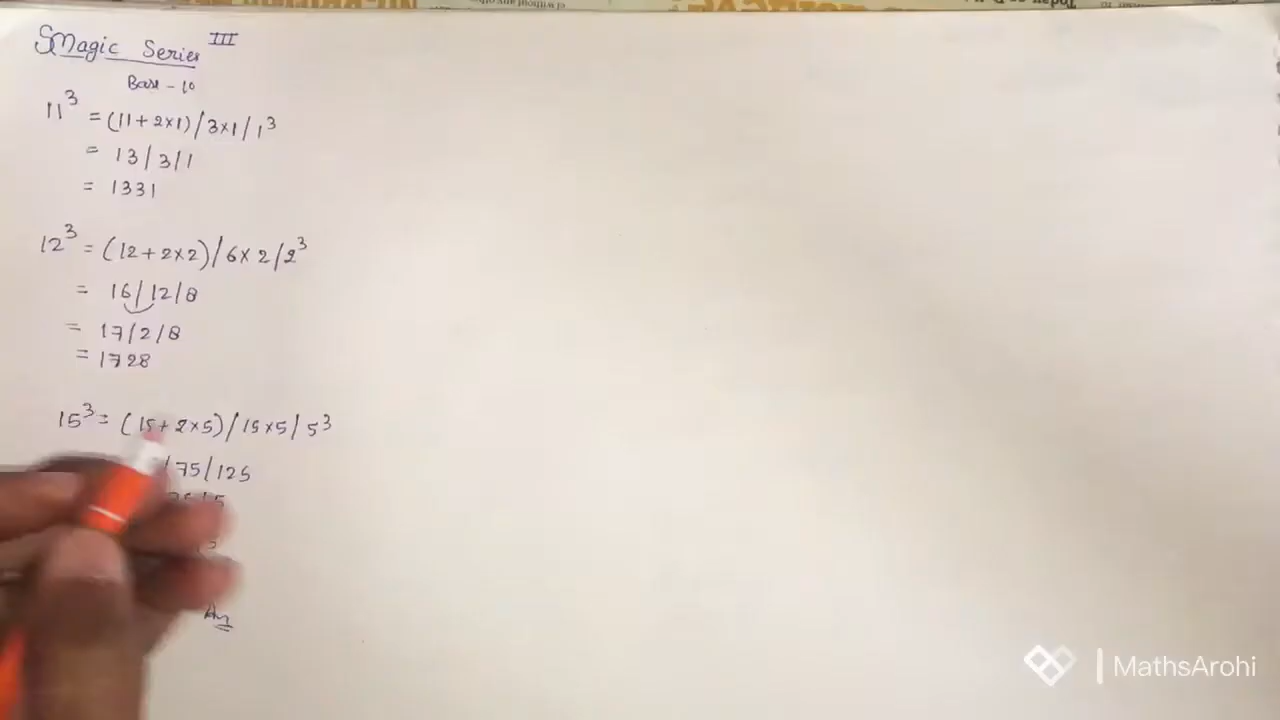 SMagic Series III
Base - 10
11³ = (11+2×1)/3×1/1³
= 13/3/1
= 1331
12³ = (12+2×2)/6×2/2³
= 16/12/8
= 17/2/8
= 1728
15³ = (15+2×5)/15×5/5³
/75/125
Ans
MathsArohi